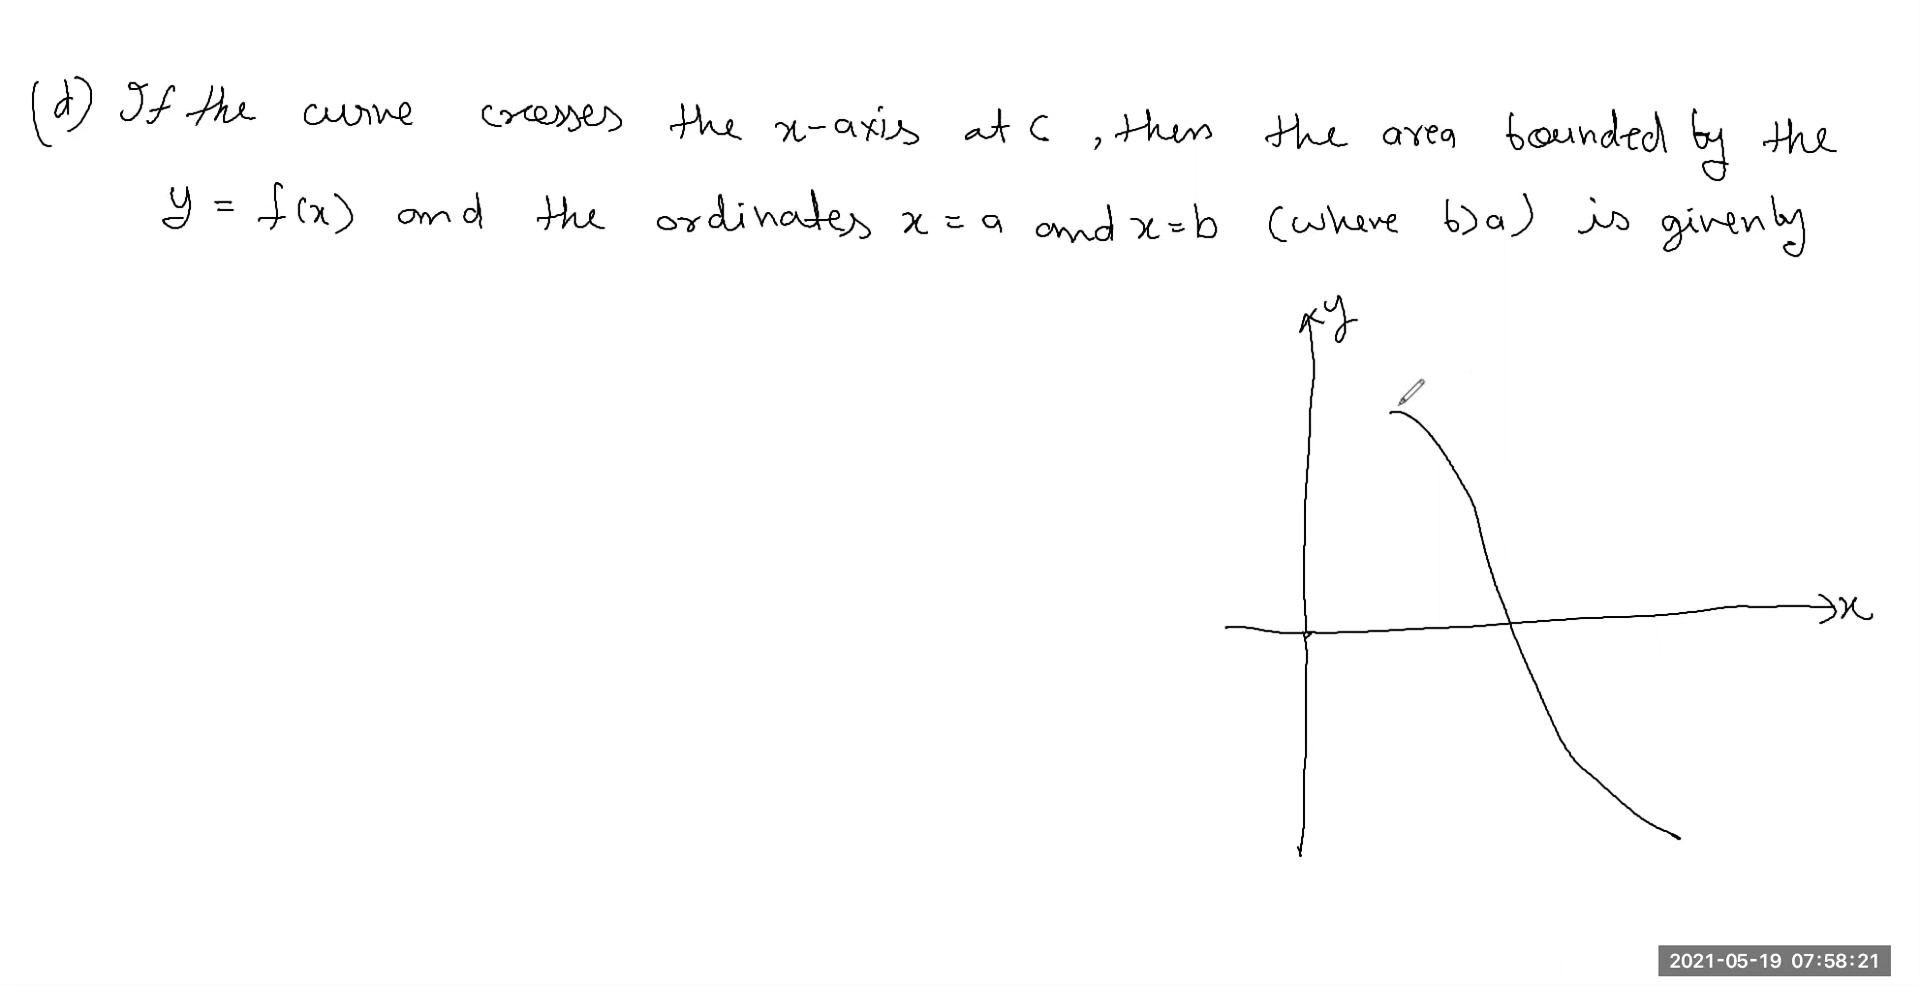 (d) If the curve crosses the x-axis at c, then the area bounded by the
y = f(x) and the ordinates x = a and x = b (where b>a) is given by
y
x
2021-05-19 07:58:21